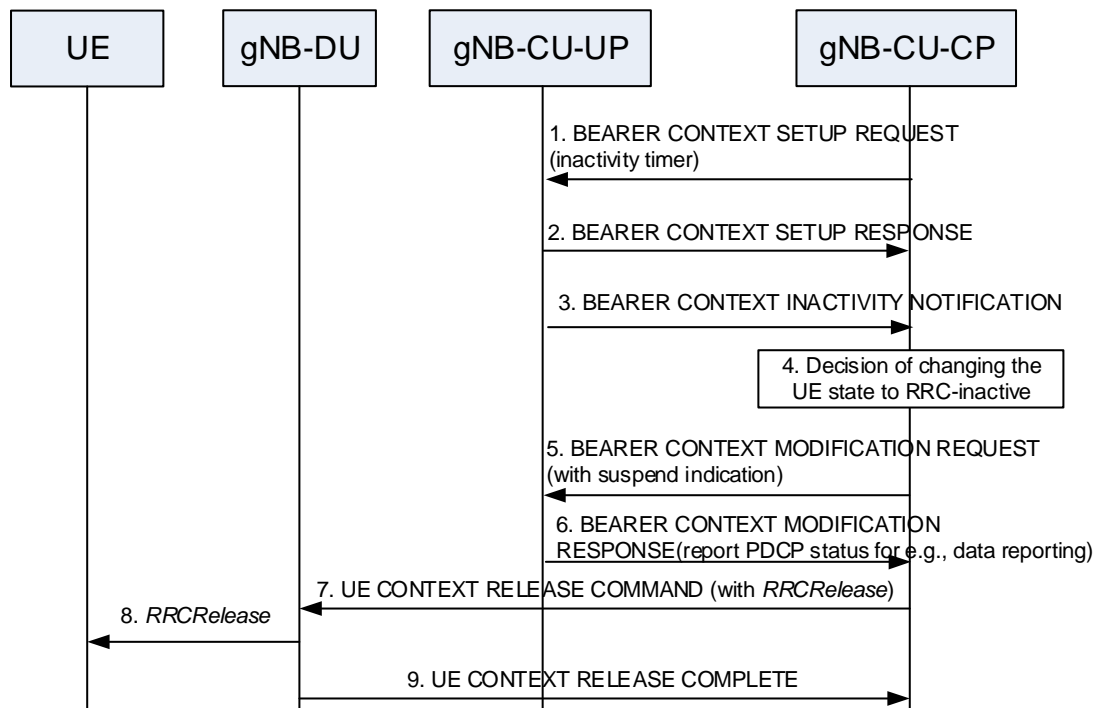 UE
gNB-DU
gNB-CU-UP
gNB-CU-CP
1. BEARER CONTEXT SETUP REQUEST
(inactivity timer)
2. BEARER CONTEXT SETUP RESPONSE
3. BEARER CONTEXT INACTIVITY NOTIFICATION
4. Decision of changing the
UE state to RRC-inactive
5. BEARER CONTEXT MODIFICATION REQUEST
(with suspend indication)
6. BEARER CONTEXT MODIFICATION
RESPONSE(report PDCP status for e.g., data reporting)
7. UE CONTEXT RELEASE COMMAND (with RRCRelease)
8. RRCRelease
9. UE CONTEXT RELEASE COMPLETE